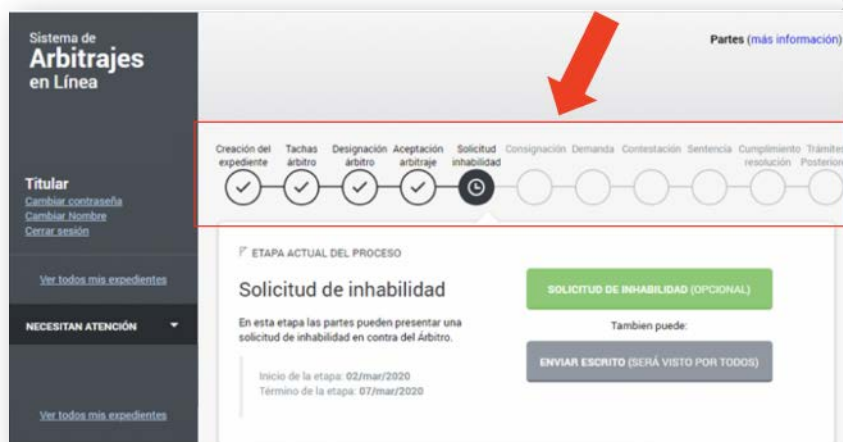 Sistema de
Arbitrajes
en Línea
Partes (más información)
Creación del expediente
Tachas árbitro
Designación árbitro
Aceptación arbitraje
Solicitud inhabilidad
Consignación
Demanda
Contestación
Sentencia
Cumplimiento resolución
Trámites Posterior
Titular
Cambiar contraseña
Cambiar Nombre
Cerrar sesión
Ver todos mis expedientes
NECESITAN ATENCIÓN
Ver todos mis expedientes
ETAPA ACTUAL DEL PROCESO
Solicitud de inhabilidad
En esta etapa las partes pueden presentar una
solicitud de inhabilidad en contra del Árbitro.
Inicio de la etapa: 02/mar/2020
Término de la etapa: 07/mar/2020
SOLICITUD DE INHABILIDAD (OPCIONAL)
Tambien puede:
ENVIAR ESCRITO (SERÁ VISTO POR TODOS)